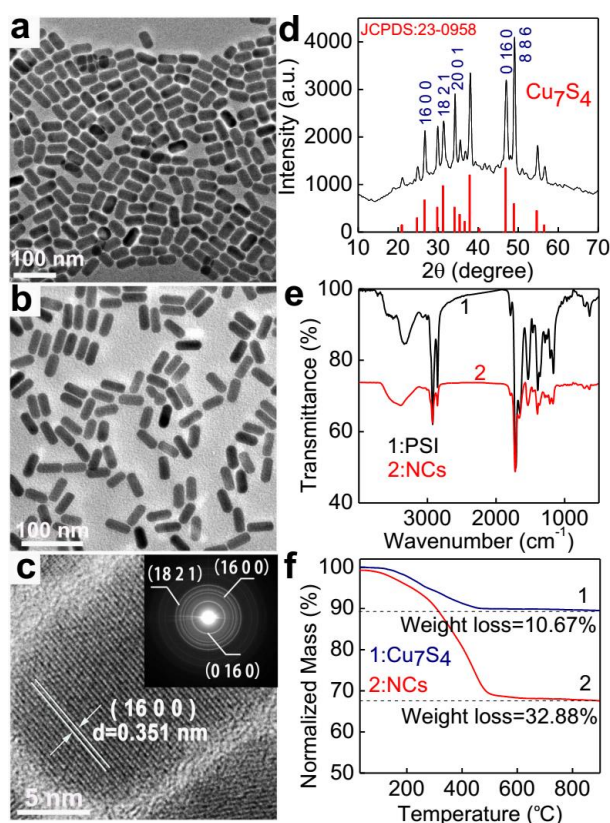 a
100 nm
b
100 nm
c
(18 2 1)
(16 0 0)
(0 16 0)
(16 0 0)
d=0.351 nm
5 nm
d
JCPDS:23-0958
Cu7S4
16 0 0
18 2 1
20 0 1
0 16 0
8 8 6
Intensity (a.u.)
4000
3000
2000
1000
0
10 20 30 40 50 60 70
2θ (degree)
e
Transmittance (%)
100
80
60
40
1
2
1:PSI
2:NCs
3000 2000 1000
Wavenumber (cm-1)
f
Normalized Mass (%)
100
90
80
70
60
50
1
Weight loss=10.67%
1:Cu7S4
2:NCs
2
Weight loss=32.88%
0 200 400 600 800
Temperature (°C)